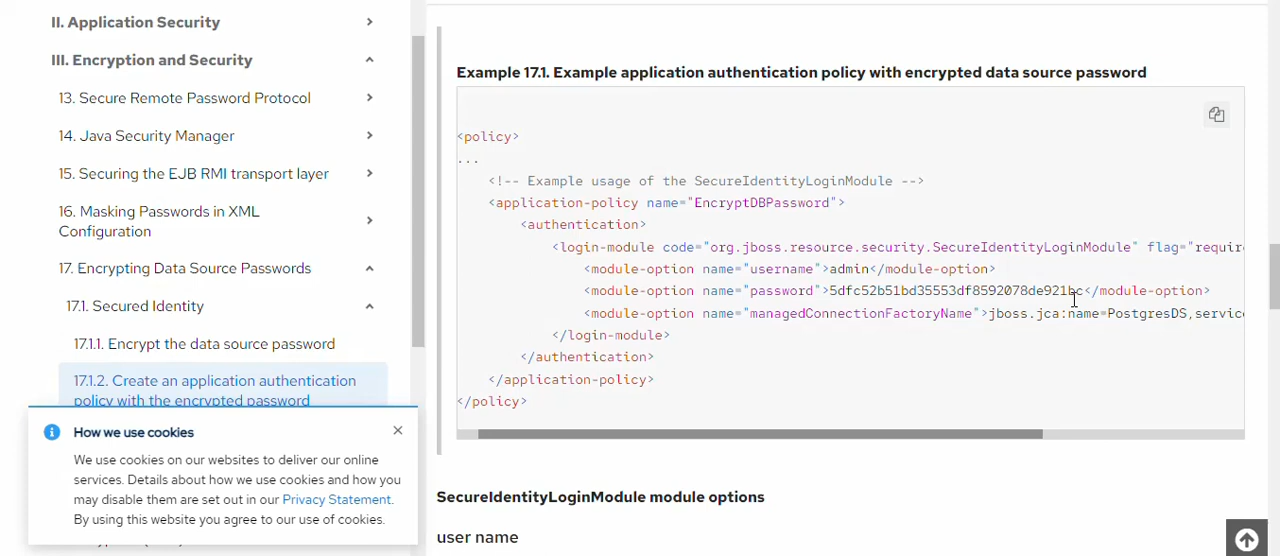 II. Application Security
III. Encryption and Security
13. Secure Remote Password Protocol
14. Java Security Manager
15. Securing the EJB RMI transport layer
16. Masking Passwords in XML
Configuration
17. Encrypting Data Source Passwords
17.1. Secured Identity
17.1.1. Encrypt the data source password
17.1.2. Create an application authentication
policy with the encrypted password
How we use cookies
We use cookies on our websites to deliver our online
services. Details about how we use cookies and how you
may disable them are set out in our Privacy Statement.
By using this website you agree to our use of cookies.
Example 17.1. Example application authentication policy with encrypted data source password
<policy>
...
<!-- Example usage of the SecureIdentityLoginModule -->
<application-policy name="EncryptDBPassword">
<authentication>
<login-module code="org.jboss.resource.security.SecureIdentityLoginModule" flag="require
<module-option name="username">admin</module-option>
<module-option name="password">5dfc52b51bd35553df8592078de921bc</module-option>
<module-option name="managedConnectionFactoryName">jboss.jca:name=PostgresDS,service
</login-module>
</authentication>
</application-policy>
</policy>
SecureIdentityLoginModule module options
user name